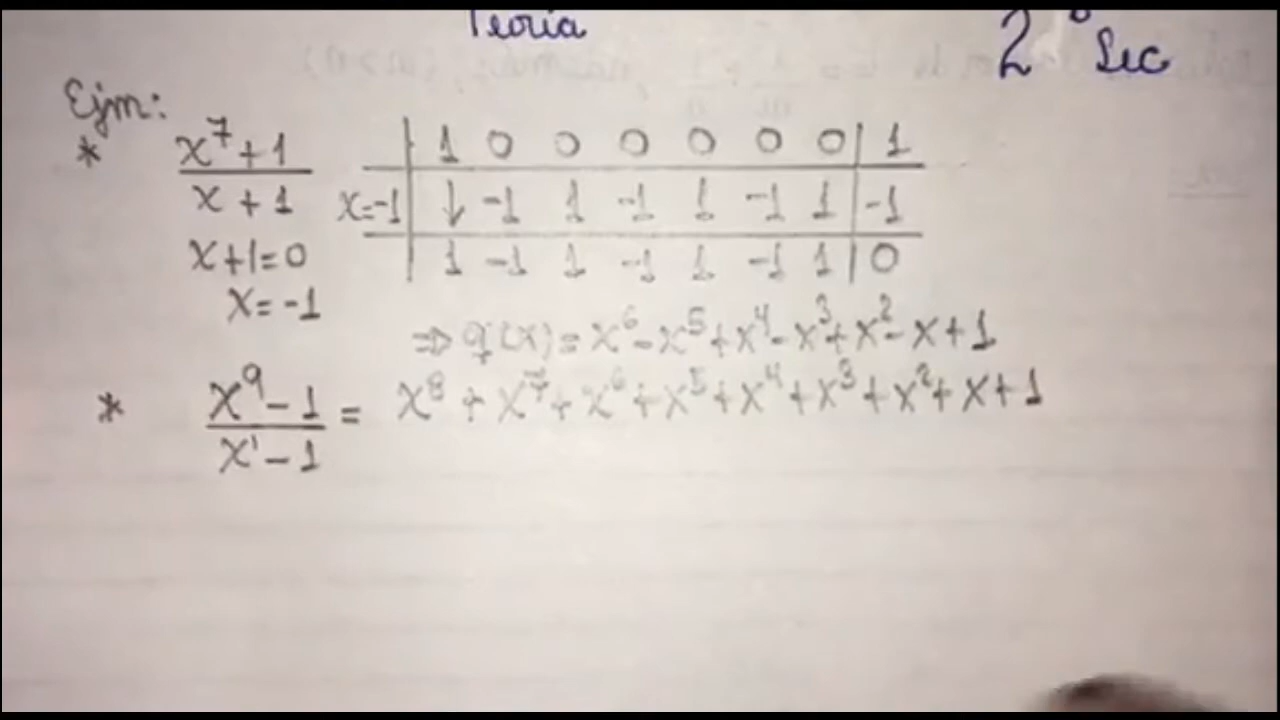 Teoría
2° Sec
Ejm:
* x⁷+1 | 1 0 0 0 0 0 0 | 1
x+1 x=-1 | ↓ -1 1 -1 1 -1 1 | -1
x+1=0 | 1 -1 1 -1 1 -1 1 | 0
x=-1
⇒ q(x)= x⁶-x⁵+x⁴-x³+x²-x+1
* x⁹-1 = x⁸+x⁷+x⁶+x⁵+x⁴+x³+x²+x+1
x¹-1